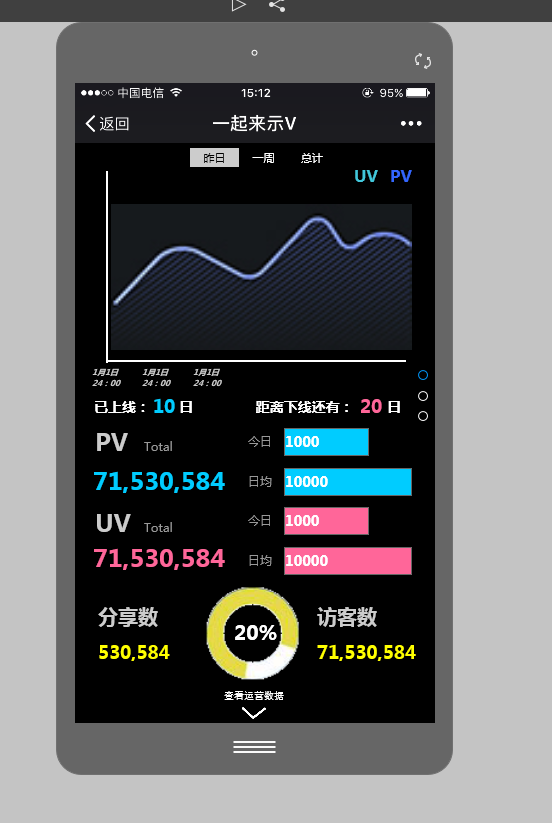 中国电信 15:12 95%
返回 一起来示V
昨日 一周 总计
UV PV
1月1日 1月1日 1月1日
24：00 24：00 24：00
已上线： 10 日 距离下线还有： 20 日
PV Total 今日 1000
71,530,584 日均 10000
UV Total 今日 1000
71,530,584 日均 10000
分享数 20% 访客数
530,584 71,530,584
查看运营数据